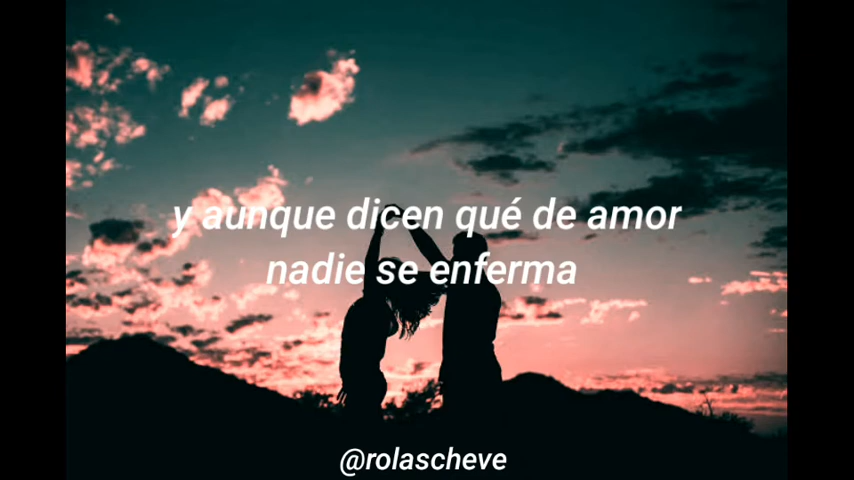 y aunque dicen qué de amor
nadie se enferma
@rolascheve